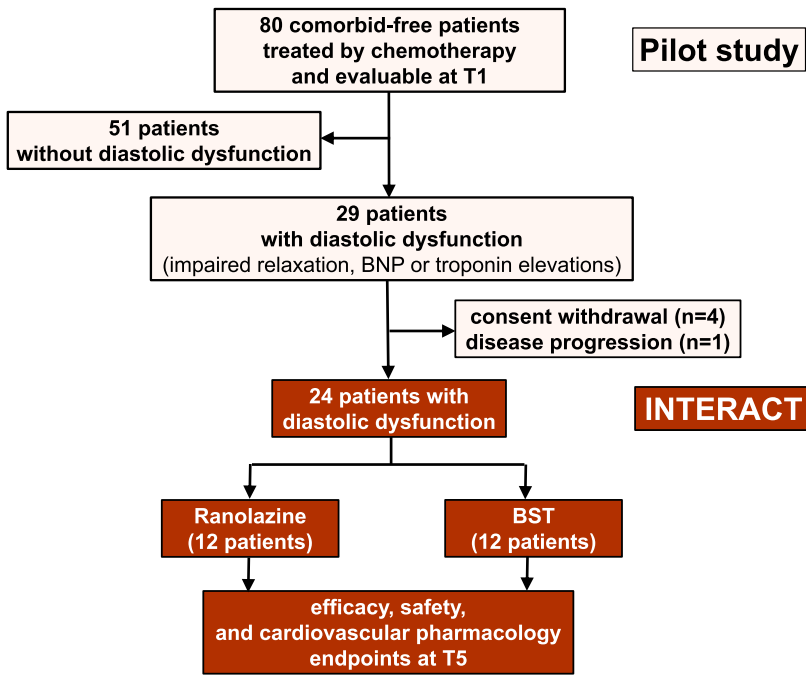 80 comorbid-free patients
treated by chemotherapy
and evaluable at T1
Pilot study
51 patients
without diastolic dysfunction
29 patients
with diastolic dysfunction
(impaired relaxation, BNP or troponin elevations)
consent withdrawal (n=4)
disease progression (n=1)
24 patients with
diastolic dysfunction
INTERACT
Ranolazine
(12 patients)
BST
(12 patients)
efficacy, safety,
and cardiovascular pharmacology
endpoints at T5